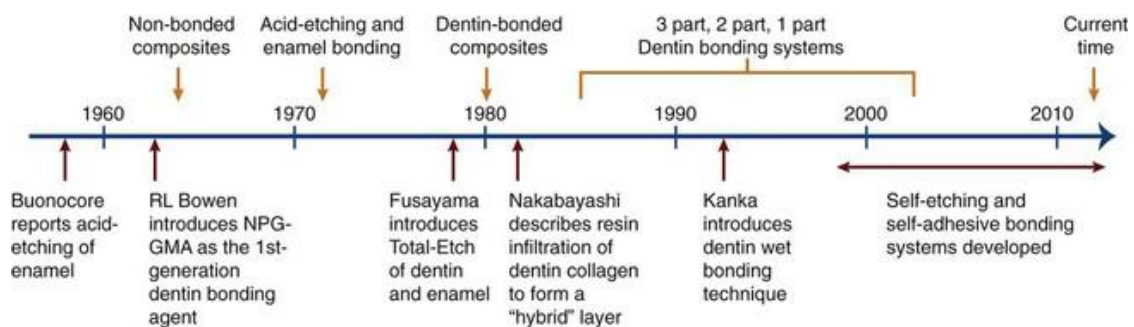 Non-bonded
composites
Acid-etching and
enamel bonding
Dentin-bonded
composites
3 part, 2 part, 1 part
Dentin bonding systems
Current
time
1960
1970
1980
1990
2000
2010
Buonocore
reports acid-
etching of
enamel
RL Bowen
introduces NPG-
GMA as the 1st-
generation
dentin bonding
agent
Fusayama
introduces
Total-Etch
of dentin
and enamel
Nakabayashi
describes resin
infiltration of
dentin collagen
to form a
“hybrid” layer
Kanka
introduces
dentin wet
bonding
technique
Self-etching and
self-adhesive bonding
systems developed